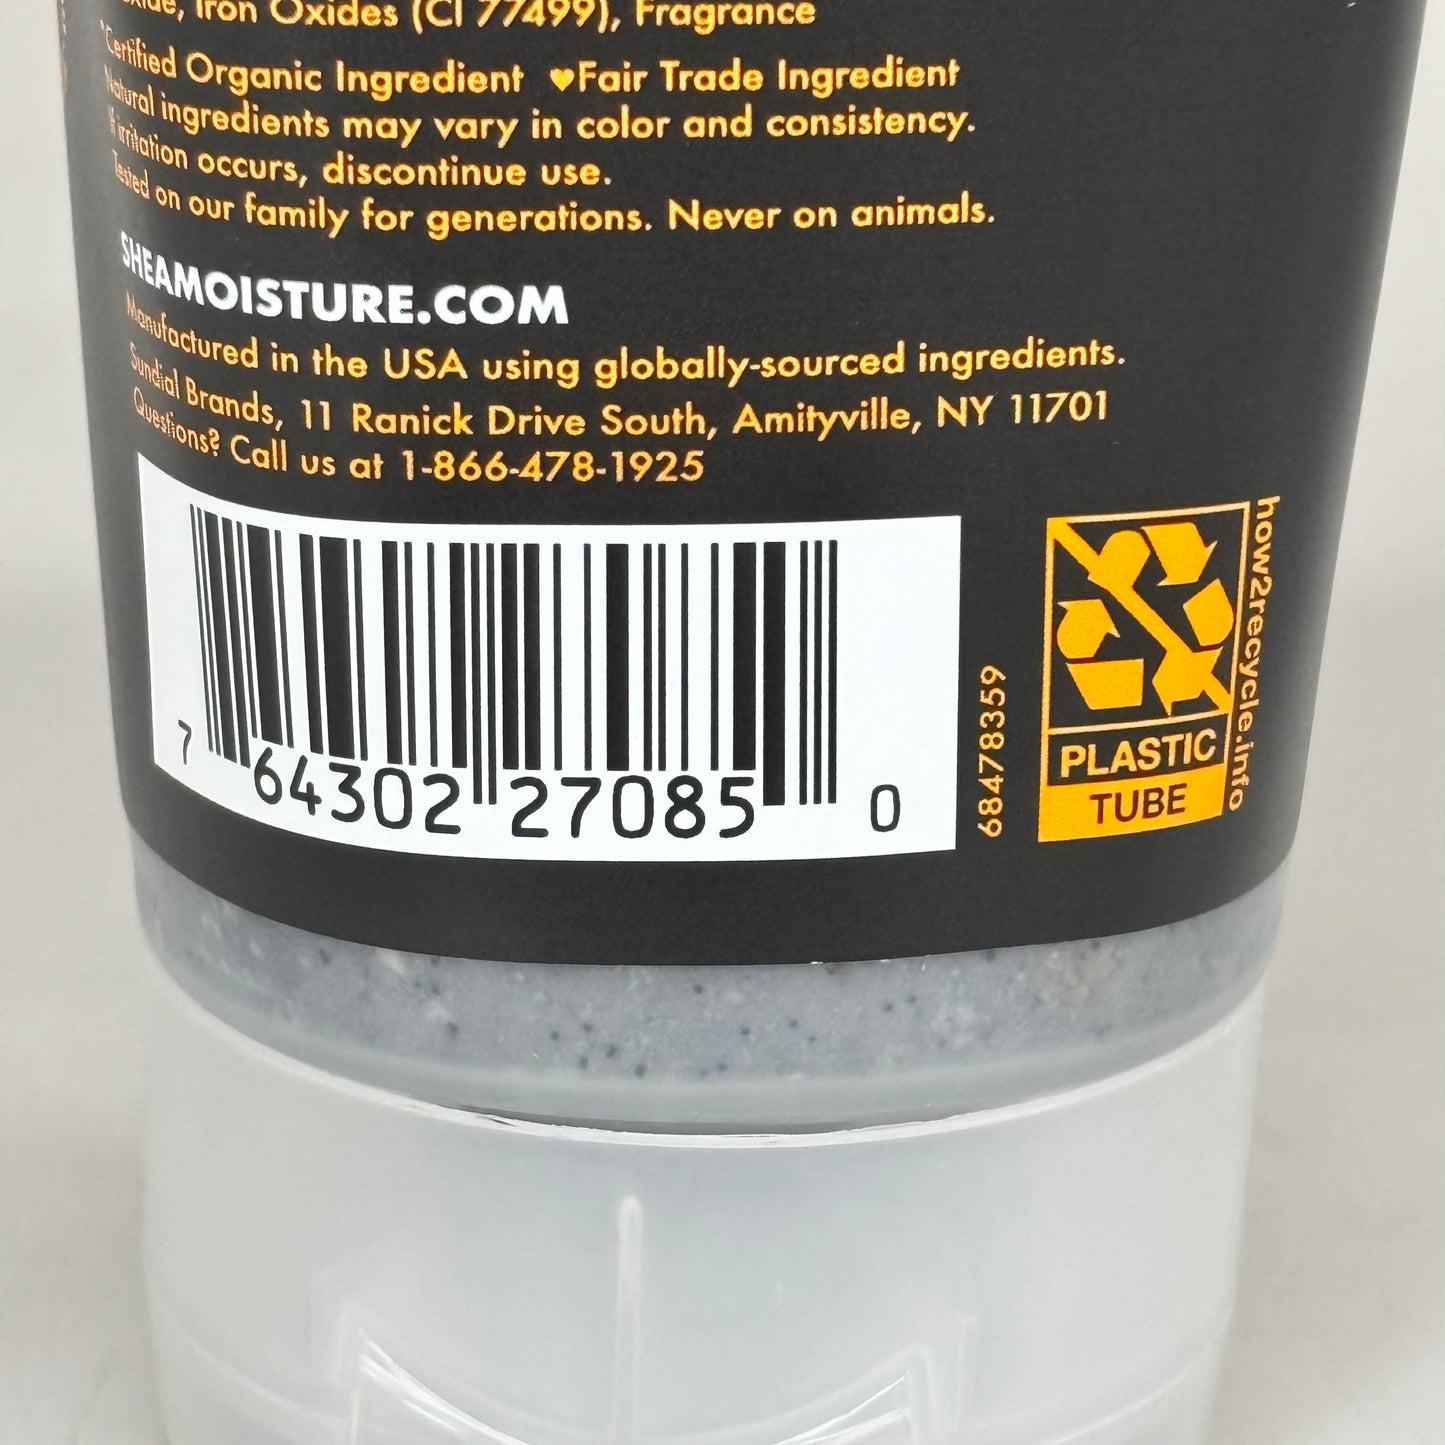 Iron Oxides (CI 77499), Fragrance
*Certified Organic Ingredient ♥Fair Trade Ingredient
Natural ingredients may vary in color and consistency.
If irritation occurs, discontinue use.
Tested on our family for generations. Never on animals.
SHEAMOISTURE.COM
Manufactured in the USA using globally-sourced ingredients.
Sundial Brands, 11 Ranick Drive South, Amityville, NY 11701
Questions? Call us at 1-866-478-1925
7 64302 27085 0
68478359
PLASTIC
TUBE
how2recycle.info